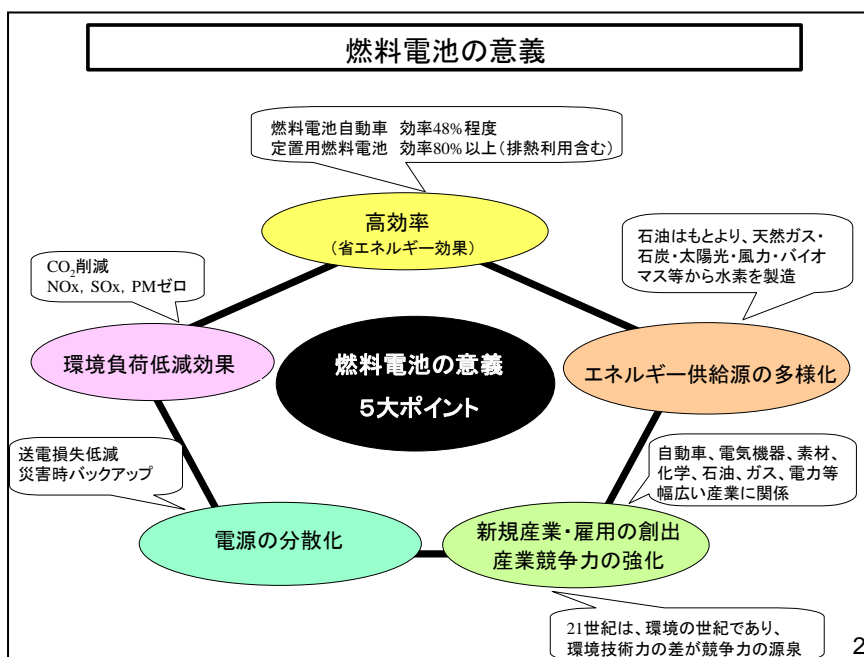 燃料電池の意義
燃料電池自動車 効率48%程度
定置用燃料電池 効率80%以上(排熱利用含む)
高効率
(省エネルギー効果)
石油はもとより、天然ガス・
石炭・太陽光・風力・バイオ
マス等から水素を製造
CO₂削減
NOx, SOx, PMゼロ
環境負荷低減効果
燃料電池の意義
5大ポイント
エネルギー供給源の多様化
送電損失低減
災害時バックアップ
自動車、電気機器、素材、
化学、石油、ガス、電力等
幅広い産業に関係
電源の分散化
新規産業・雇用の創出
産業競争力の強化
21世紀は、環境の世紀であり、
環境技術力の差が競争力の源泉
2